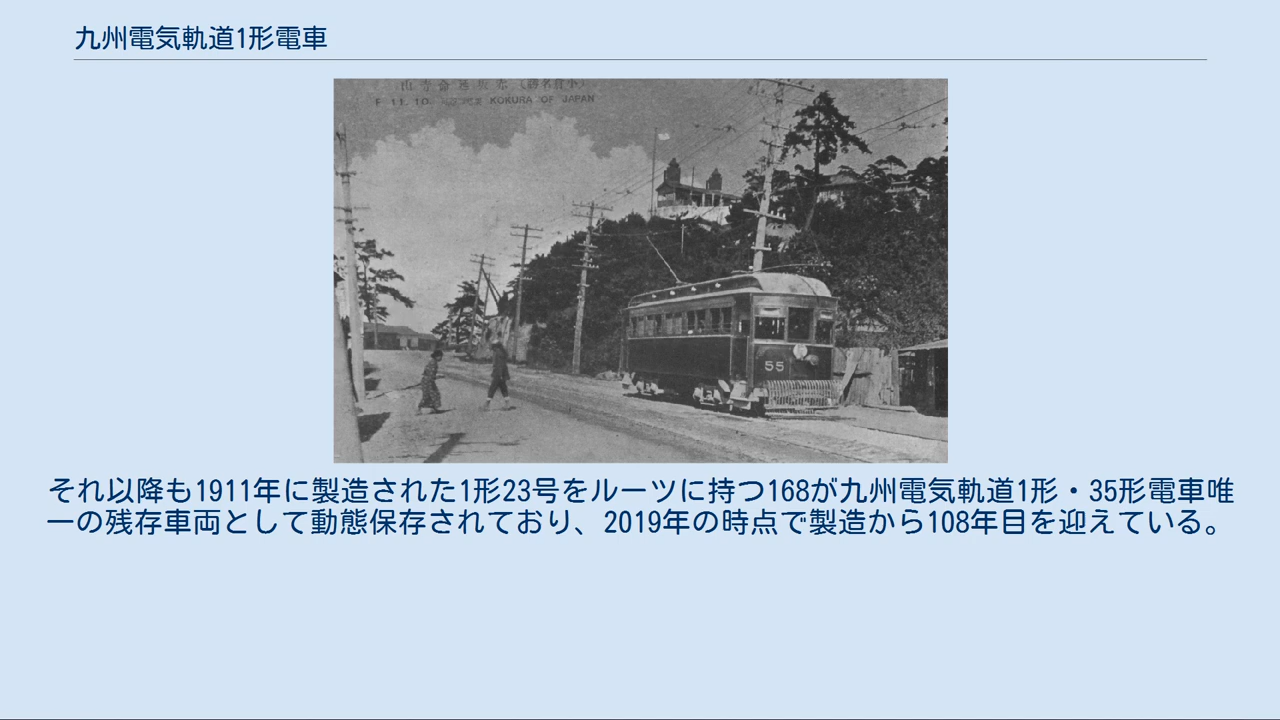 九州電気軌道1形電車
F 11. 10. KOKURA OF JAPAN
55
それ以降も1911年に製造された1形23号をルーツに持つ168が九州電気軌道1形・35形電車唯
一の残存車両として動態保存されており、2019年の時点で製造から108年目を迎えている。